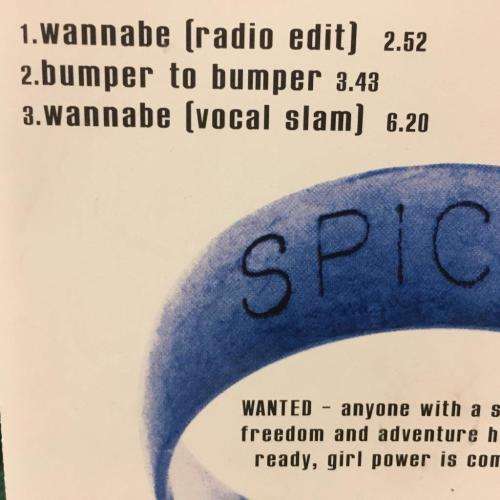 1.wannabe (radio edit) 2.52
2.bumper to bumper 3.43
3.wannabe (vocal slam) 6.20
SPiC
WANTED - anyone with a s
freedom and adventure h
ready, girl power is com